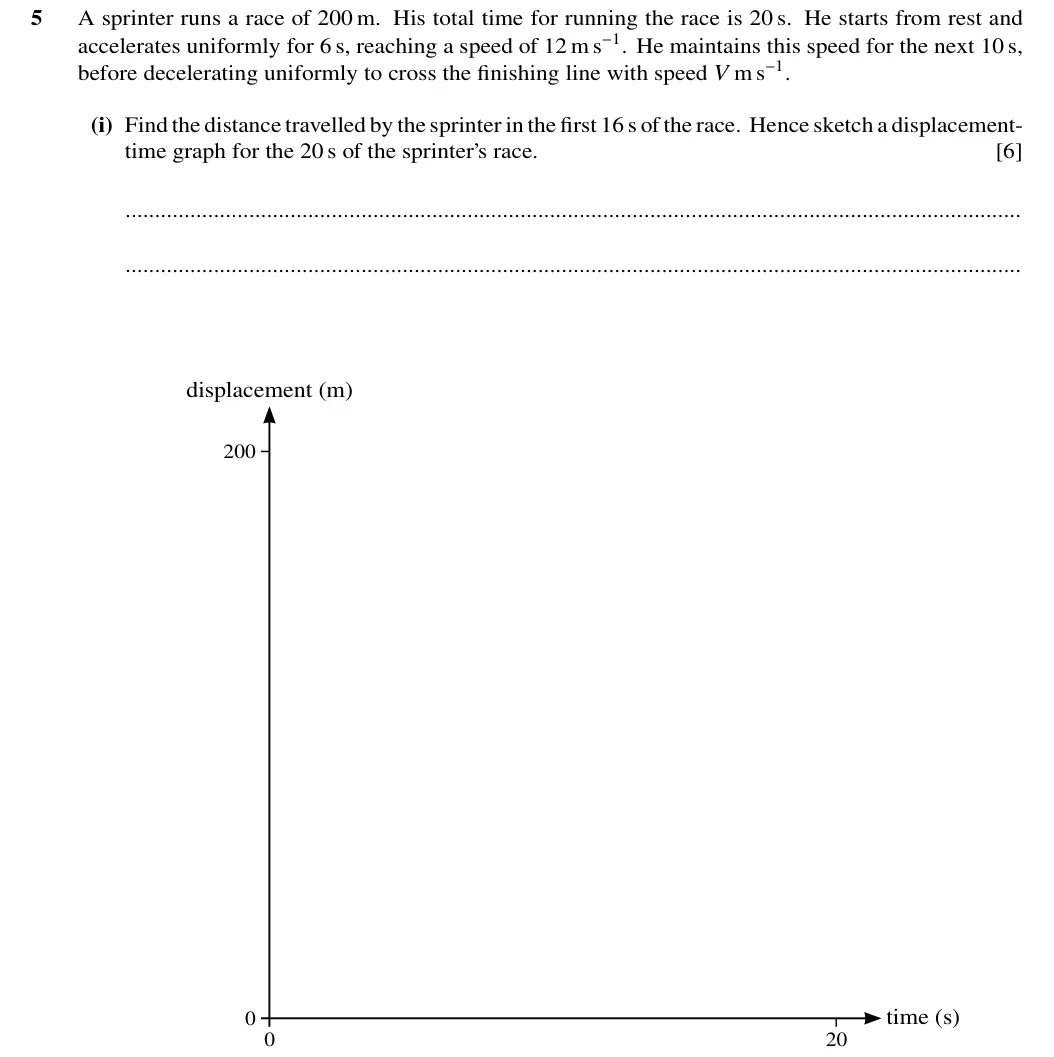 5 A sprinter runs a race of 200 m. His total time for running the race is 20 s. He starts from rest and
accelerates uniformly for 6 s, reaching a speed of 12 m s⁻¹. He maintains this speed for the next 10 s,
before decelerating uniformly to cross the finishing line with speed V m s⁻¹.
(i) Find the distance travelled by the sprinter in the first 16 s of the race. Hence sketch a displacement-
time graph for the 20 s of the sprinter's race. [6]
displacement (m)
200
0
time (s)
0 20